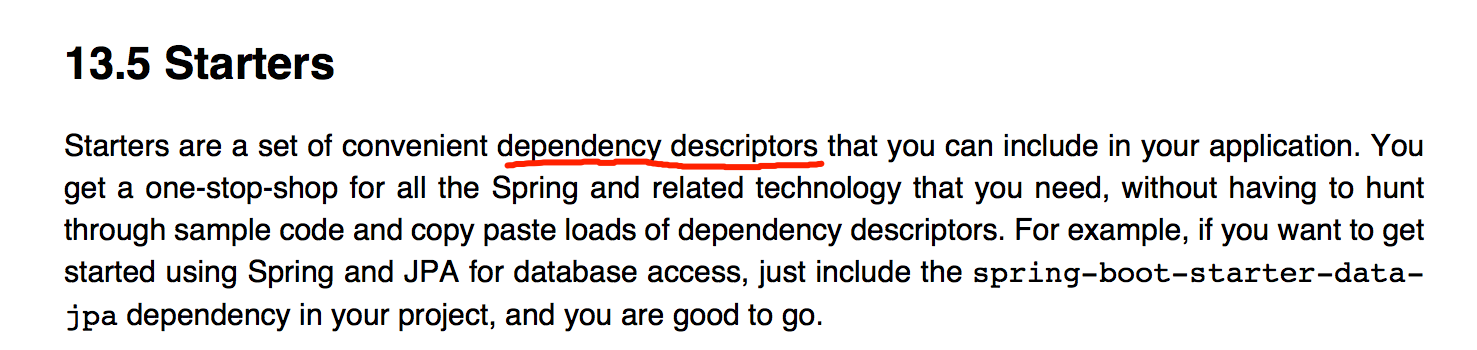 13.5 Starters
Starters are a set of convenient dependency descriptors that you can include in your application. You
get a one-stop-shop for all the Spring and related technology that you need, without having to hunt
through sample code and copy paste loads of dependency descriptors. For example, if you want to get
started using Spring and JPA for database access, just include the spring-boot-starter-data-
jpa dependency in your project, and you are good to go.